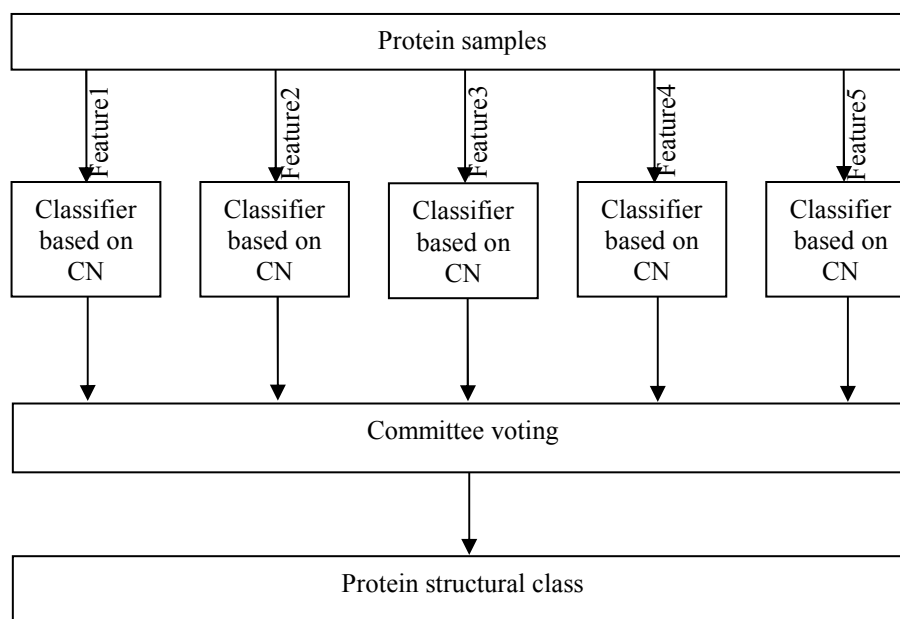 Protein samples
Feature1
Feature2
Feature3
Feature4
Feature5
Classifier
based on
CN
Classifier
based on
CN
Classifier
based on
CN
Classifier
based on
CN
Classifier
based on
CN
Committee voting
Protein structural class